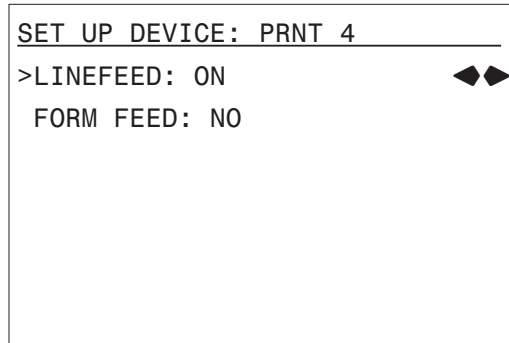 SET UP DEVICE: PRNT 4
>LINEFEED: ON
FORM FEED: NO